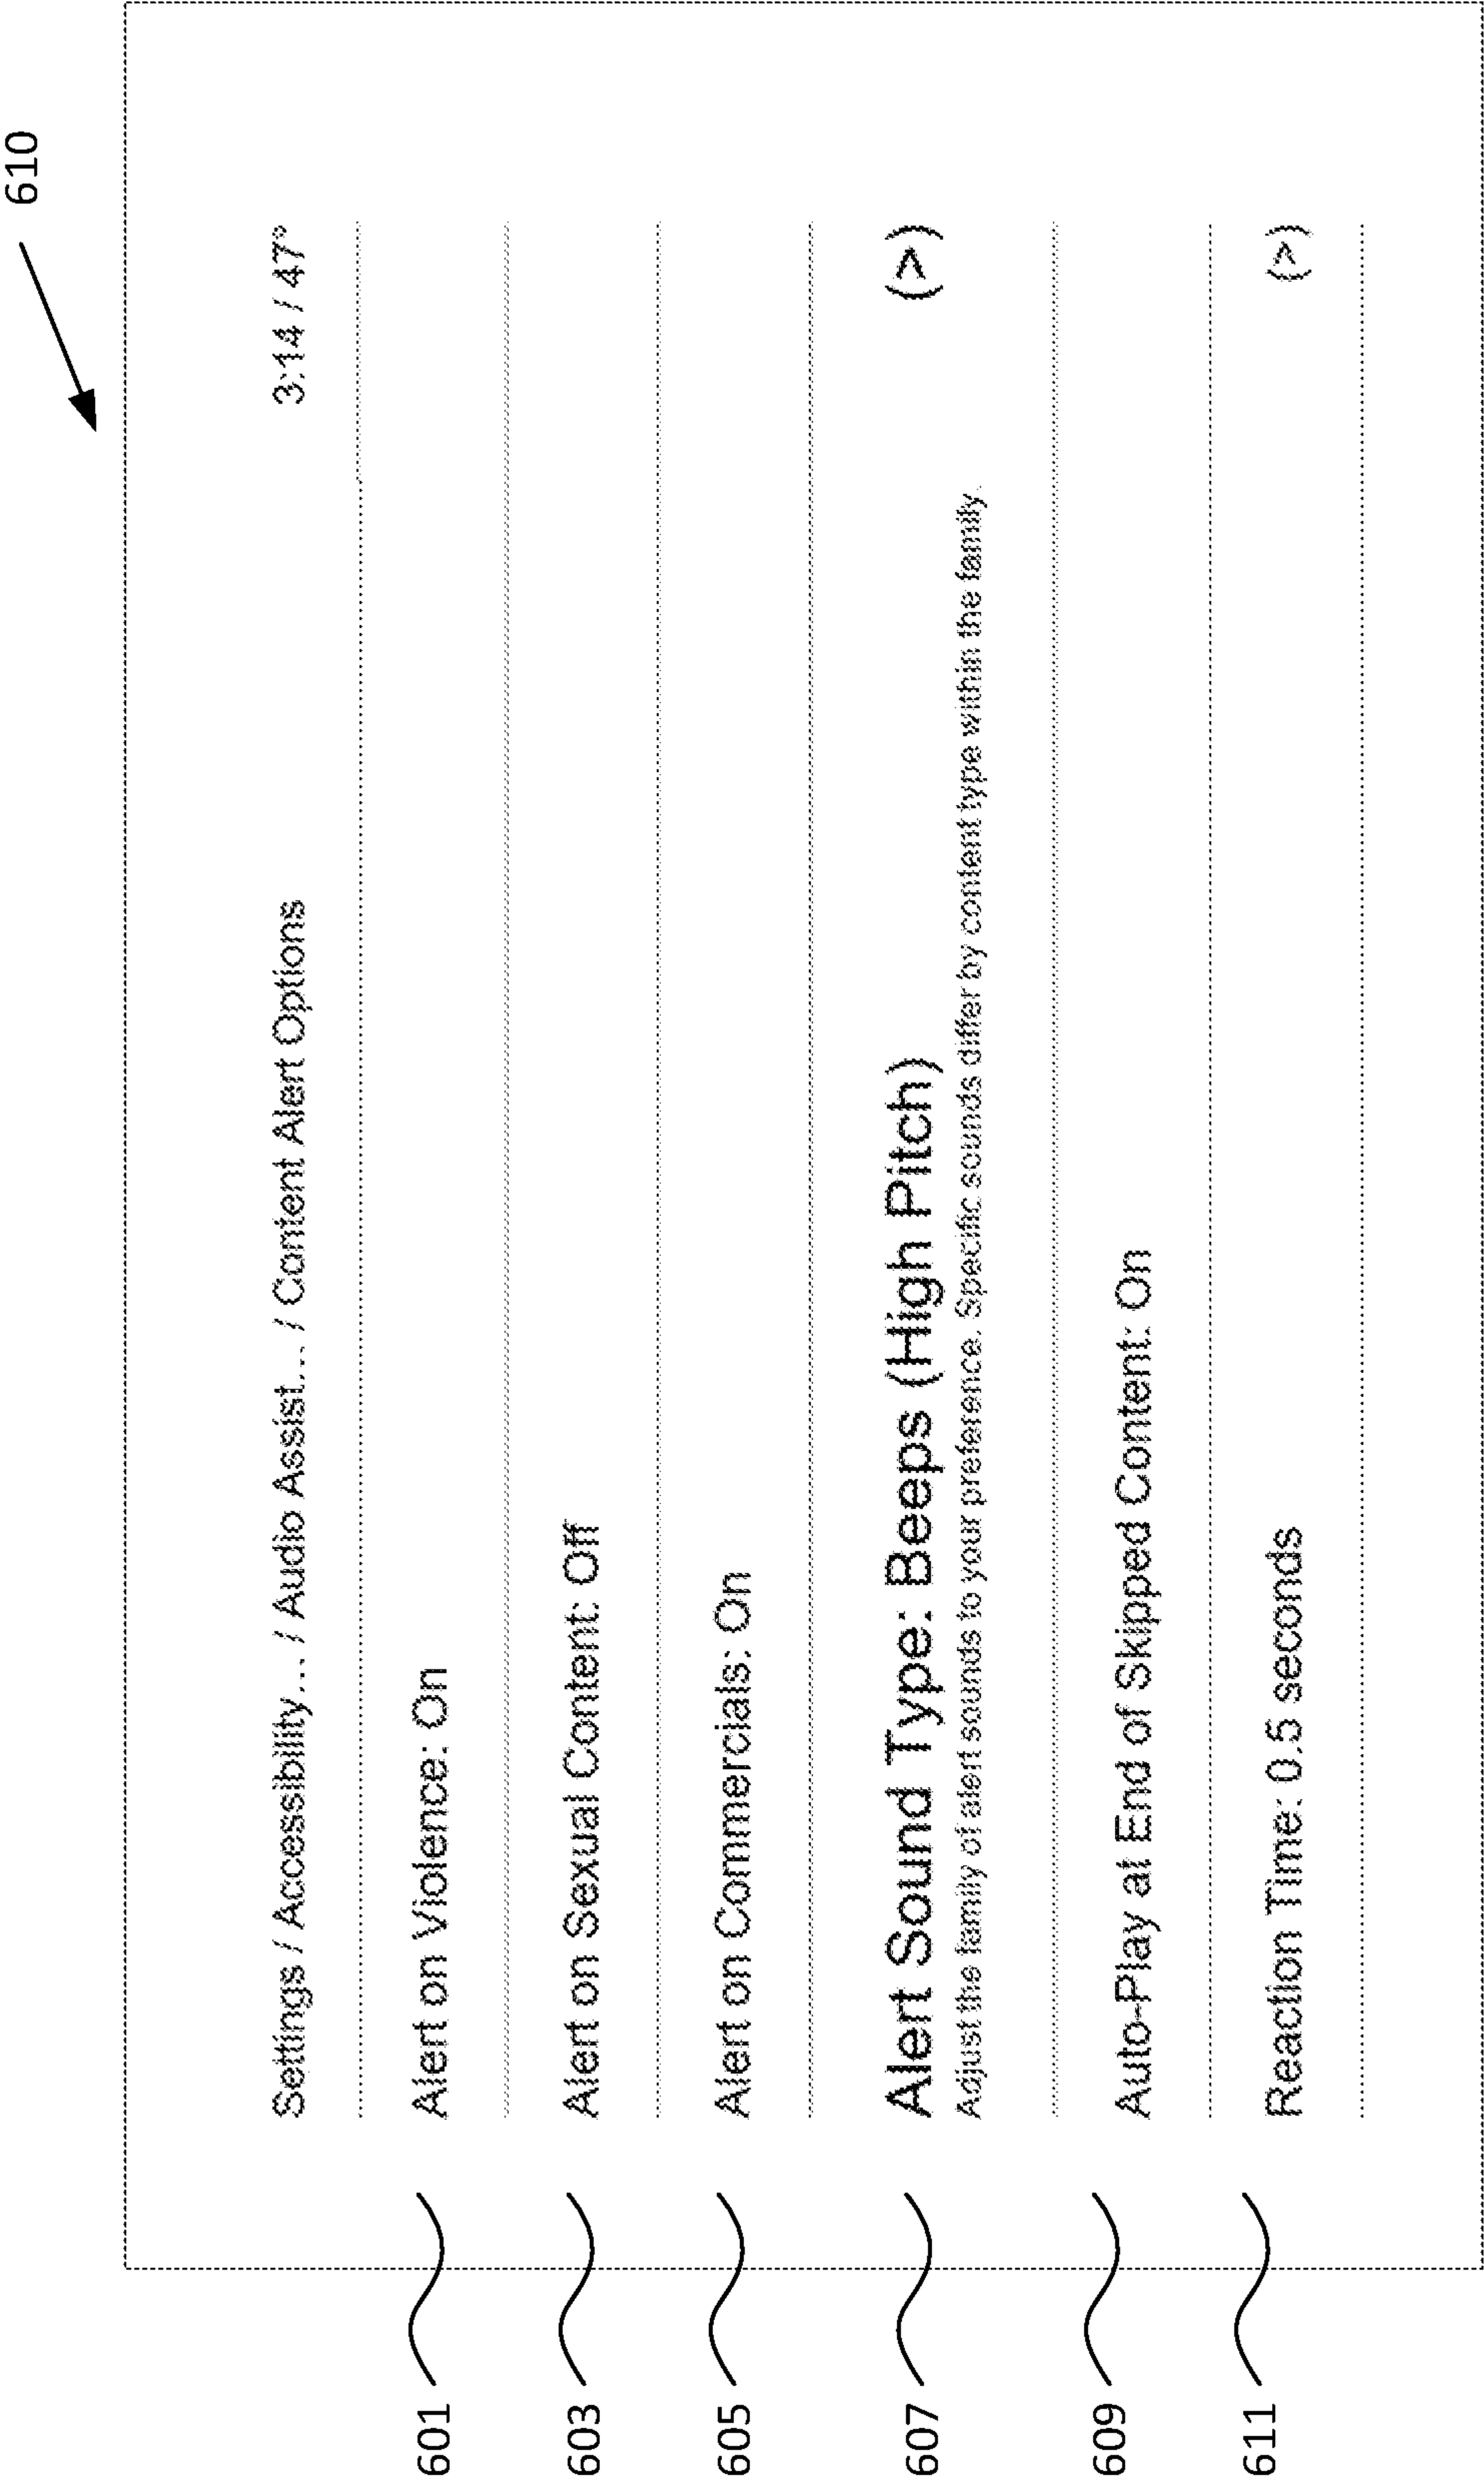 610
Settings / Accessibility... / Audio Assist... / Content Alert Options 3:14 / 47°
601 Alert on Violence: On
603 Alert on Sexual Content: Off
605 Alert on Commercials: On
607 Alert Sound Type: Beeps (High Pitch) (>)
Adjust the family of alert sounds to your preference. Specific sounds differ by content type within the family.
609 Auto-Play at End of Skipped Content: On
611 Reaction Time: 0.5 seconds (>)